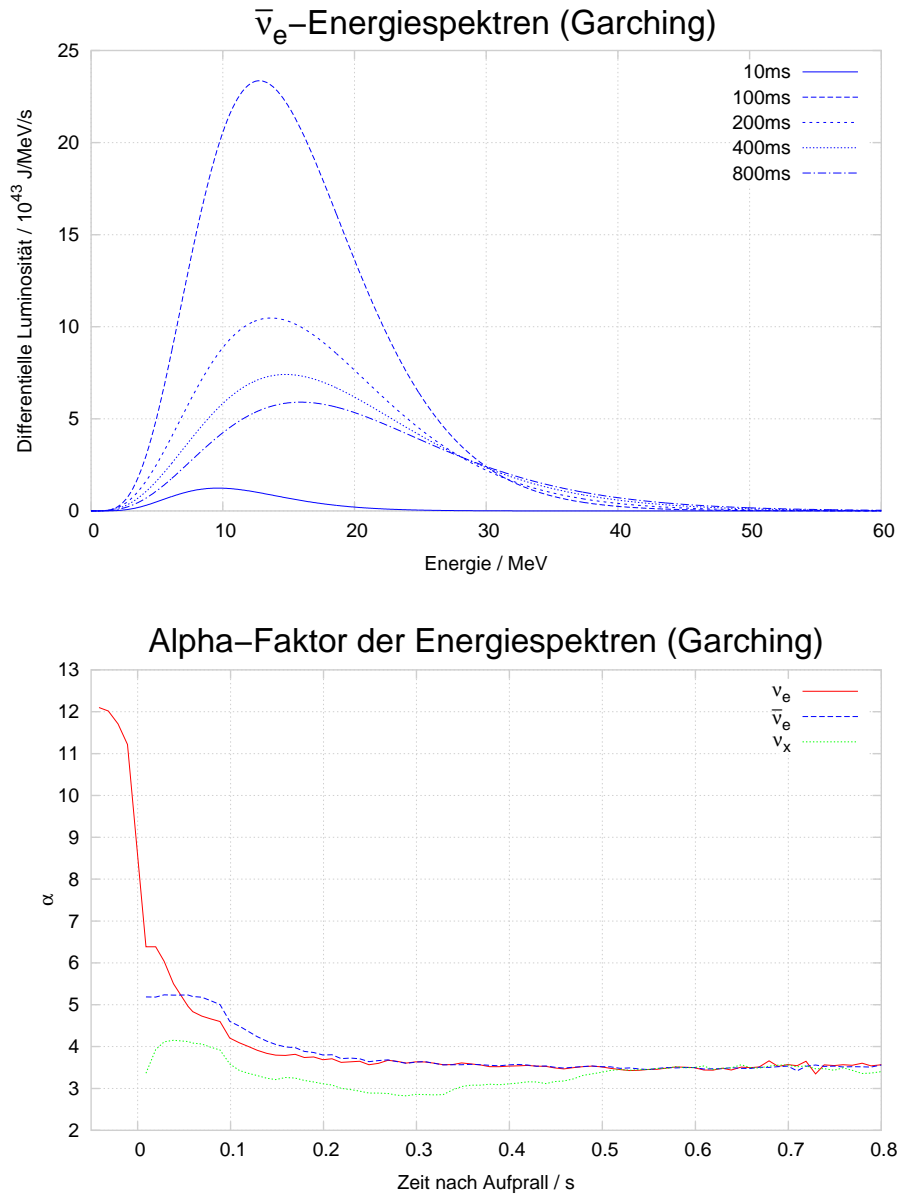 ν̅e−Energiespektren (Garching)
Differentielle Luminosität / 10^43 J/MeV/s
25
20
15
10
5
0
10ms
100ms
200ms
400ms
800ms
0 10 20 30 40 50 60
Energie / MeV
Alpha−Faktor der Energiespektren (Garching)
α
13
12
11
10
9
8
7
6
5
4
3
2
νe
ν̅e
νx
0 0.1 0.2 0.3 0.4 0.5 0.6 0.7 0.8
Zeit nach Aufprall / s